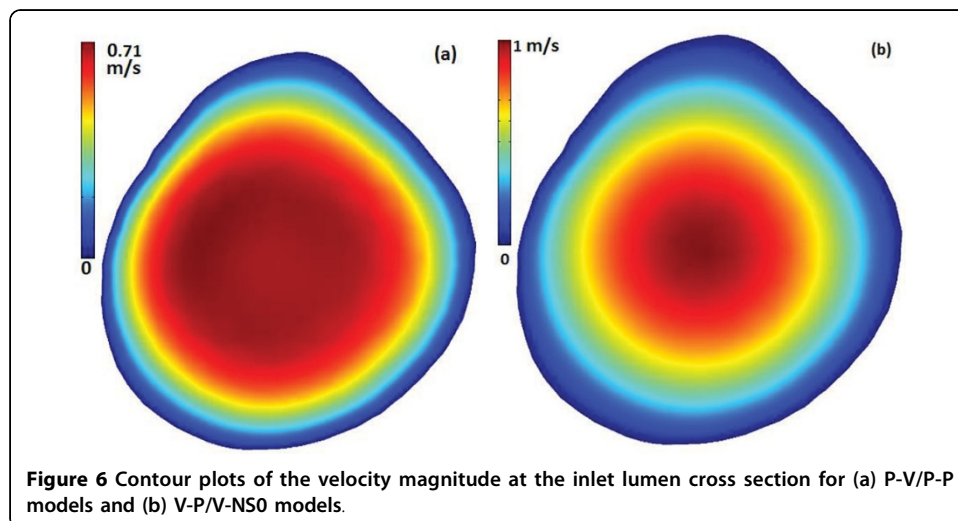 0.71
m/s
(a)
0
1 m/s
(b)
0
Figure 6 Contour plots of the velocity magnitude at the inlet lumen cross section for (a) P-V/P-P
models and (b) V-P/V-NS0 models.